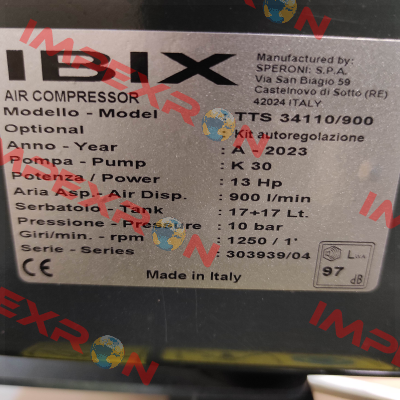 IBIX
Manufactured by:
SPERONI: S.P.A.
Via San Biagio 59
Castelnovo di Sotto (RE)
42024 ITALY
AIR COMPRESSOR
Modello - Model TTS 34110/900
Optional Kit autoregolazione
Anno - Year : A - 2023
Pompa - Pump : K 30
Potenza / Power : 13 Hp
Aria Asp.- Air Disp. : 900 l/min
Serbatoio - Tank : 17+17 Lt.
Pressione - Pressure : 10 bar
Giri/min. - rpm : 1250 / 1'
Serie - Series : 303939/04
LWA
97 dB
CE
Made in Italy
IMPEXRON
IMPEXRON
IMPEXRON